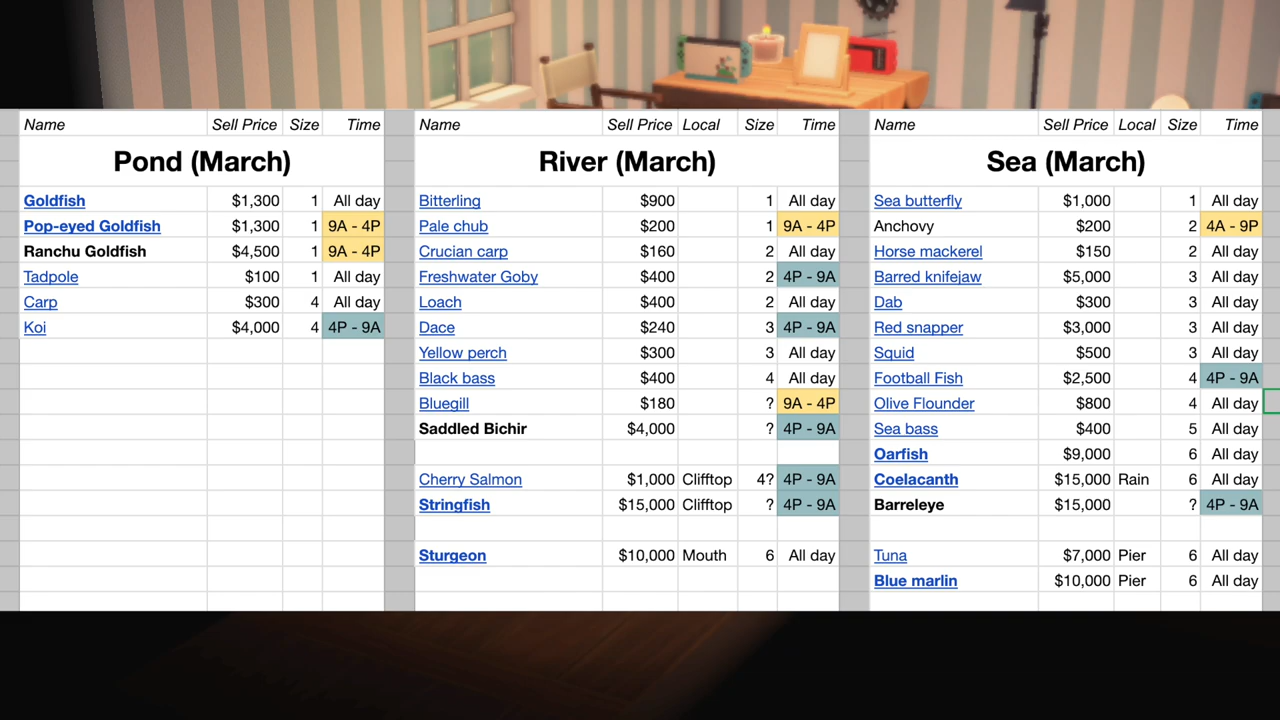 Name Sell Price Size Time
Pond (March)
Goldfish $1,300 1 All day
Pop-eyed Goldfish $1,300 1 9A - 4P
Ranchu Goldfish $4,500 1 9A - 4P
Tadpole $100 1 All day
Carp $300 4 All day
Koi $4,000 4 4P - 9A
Name Sell Price Local Size Time
River (March)
Bitterling $900 1 All day
Pale chub $200 1 9A - 4P
Crucian carp $160 2 All day
Freshwater Goby $400 2 4P - 9A
Loach $400 2 All day
Dace $240 3 4P - 9A
Yellow perch $300 3 All day
Black bass $400 4 All day
Bluegill $180 ? 9A - 4P
Saddled Bichir $4,000 ? 4P - 9A
Cherry Salmon $1,000 Clifftop 4? 4P - 9A
Stringfish $15,000 Clifftop ? 4P - 9A
Sturgeon $10,000 Mouth 6 All day
Name Sell Price Local Size Time
Sea (March)
Sea butterfly $1,000 1 All day
Anchovy $200 2 4A - 9P
Horse mackerel $150 2 All day
Barred knifejaw $5,000 3 All day
Dab $300 3 All day
Red snapper $3,000 3 All day
Squid $500 3 All day
Football Fish $2,500 4 4P - 9A
Olive Flounder $800 4 All day
Sea bass $400 5 All day
Oarfish $9,000 6 All day
Coelacanth $15,000 Rain 6 All day
Barreleye $15,000 ? 4P - 9A
Tuna $7,000 Pier 6 All day
Blue marlin $10,000 Pier 6 All day